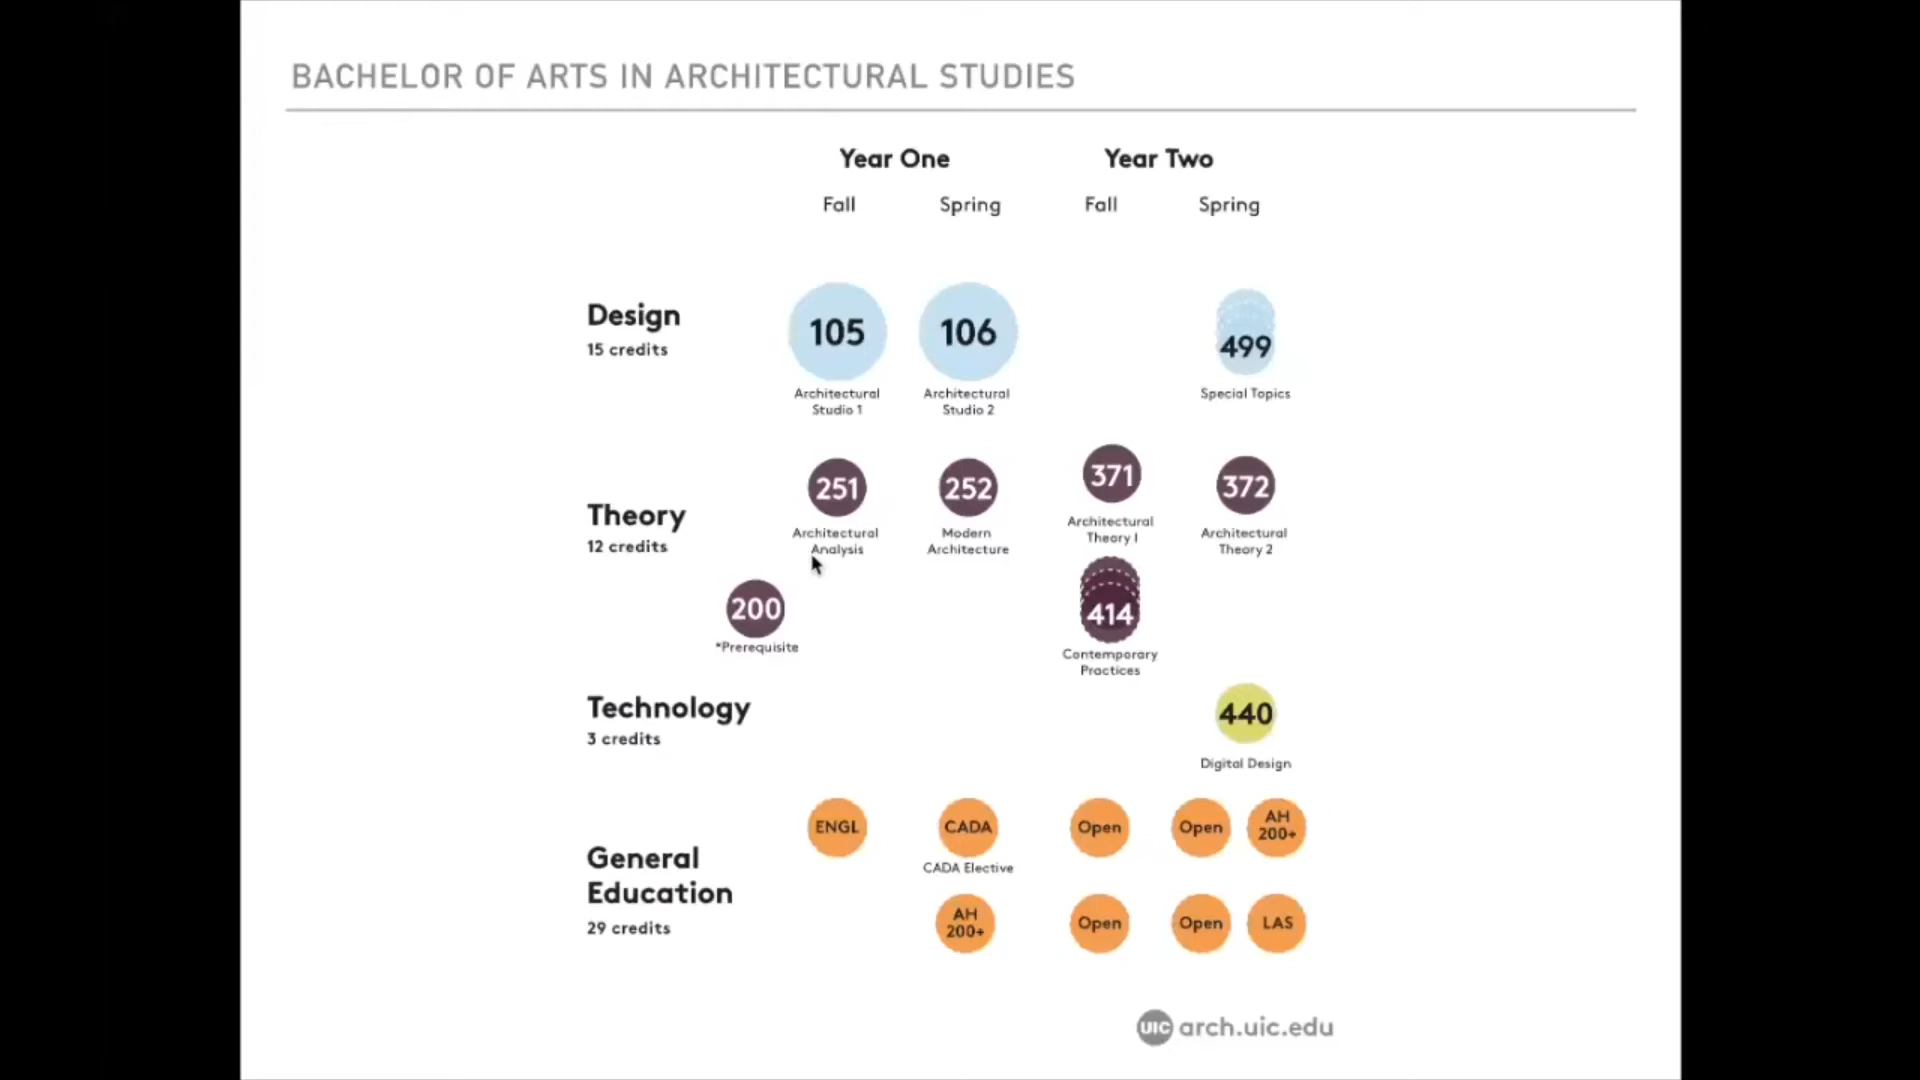 BACHELOR OF ARTS IN ARCHITECTURAL STUDIES
Year One
Year Two
Fall
Spring
Fall
Spring
Design
15 credits
105
Architectural
Studio 1
106
Architectural
Studio 2
499
Special Topics
Theory
12 credits
251
Architectural
Analysis
252
Modern
Architecture
371
Architectural
Theory I
372
Architectural
Theory 2
200
*Prerequisite
414
Contemporary
Practices
Technology
3 credits
440
Digital Design
General
Education
29 credits
ENGL
CADA
CADA Elective
Open
Open
AH
200+
AH
200+
Open
Open
LAS
UIC arch.uic.edu